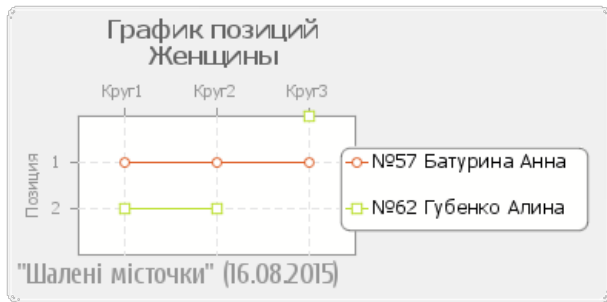 График позиций
Женщины
Круг1 Круг2 Круг3
Позиция
1
2
№57 Батурина Анна
№62 Губенко Алина
"Шалені місточки" (16.08.2015)